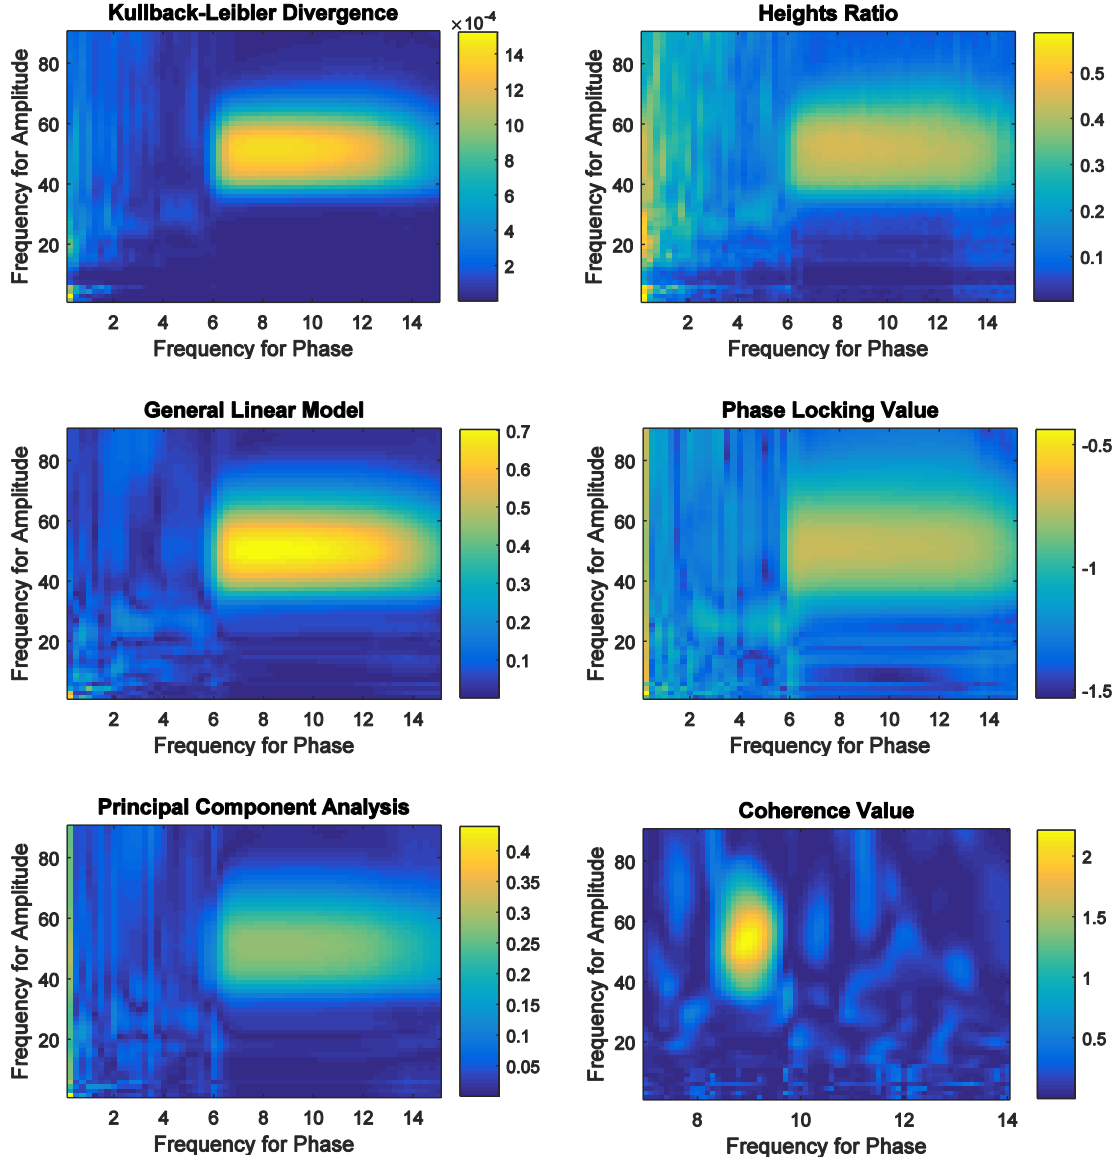 Kullback-Leibler Divergence
×10-4
Frequency for Amplitude
80
60
40
20
2 4 6 8 10 12 14
Frequency for Phase
14
12
10
8
6
4
2
Heights Ratio
Frequency for Amplitude
80
60
40
20
2 4 6 8 10 12 14
Frequency for Phase
0.5
0.4
0.3
0.2
0.1
General Linear Model
Frequency for Amplitude
80
60
40
20
2 4 6 8 10 12 14
Frequency for Phase
0.7
0.6
0.5
0.4
0.3
0.2
0.1
Phase Locking Value
Frequency for Amplitude
80
60
40
20
2 4 6 8 10 12 14
Frequency for Phase
-0.5
-1
-1.5
Principal Component Analysis
Frequency for Amplitude
80
60
40
20
2 4 6 8 10 12 14
Frequency for Phase
0.4
0.35
0.3
0.25
0.2
0.15
0.1
0.05
Coherence Value
Frequency for Amplitude
80
60
40
20
8 10 12 14
Frequency for Phase
2
1.5
1
0.5